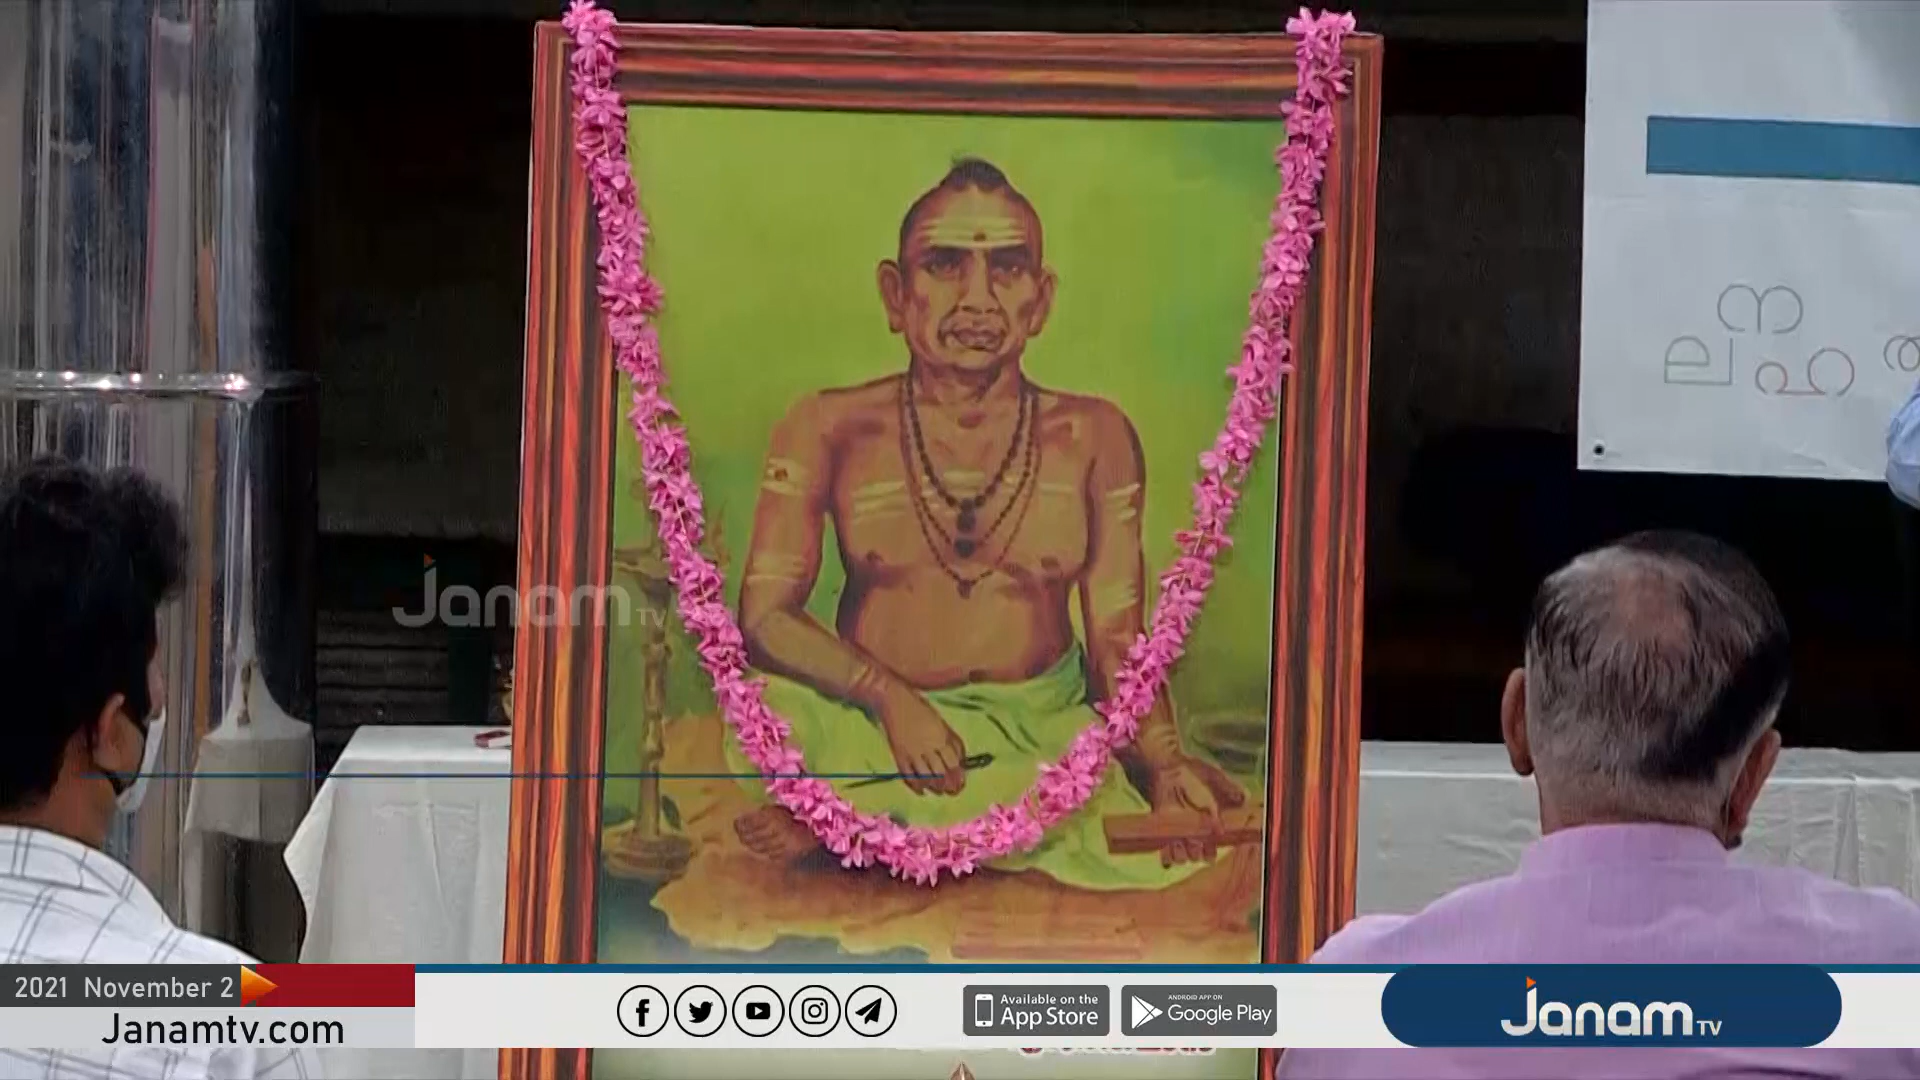 ന
ല ഹ ത
Janam TV
2021 November 2
Janamtv.com
Available on the
App Store
ANDROID APP ON
Google Play
Janam TV